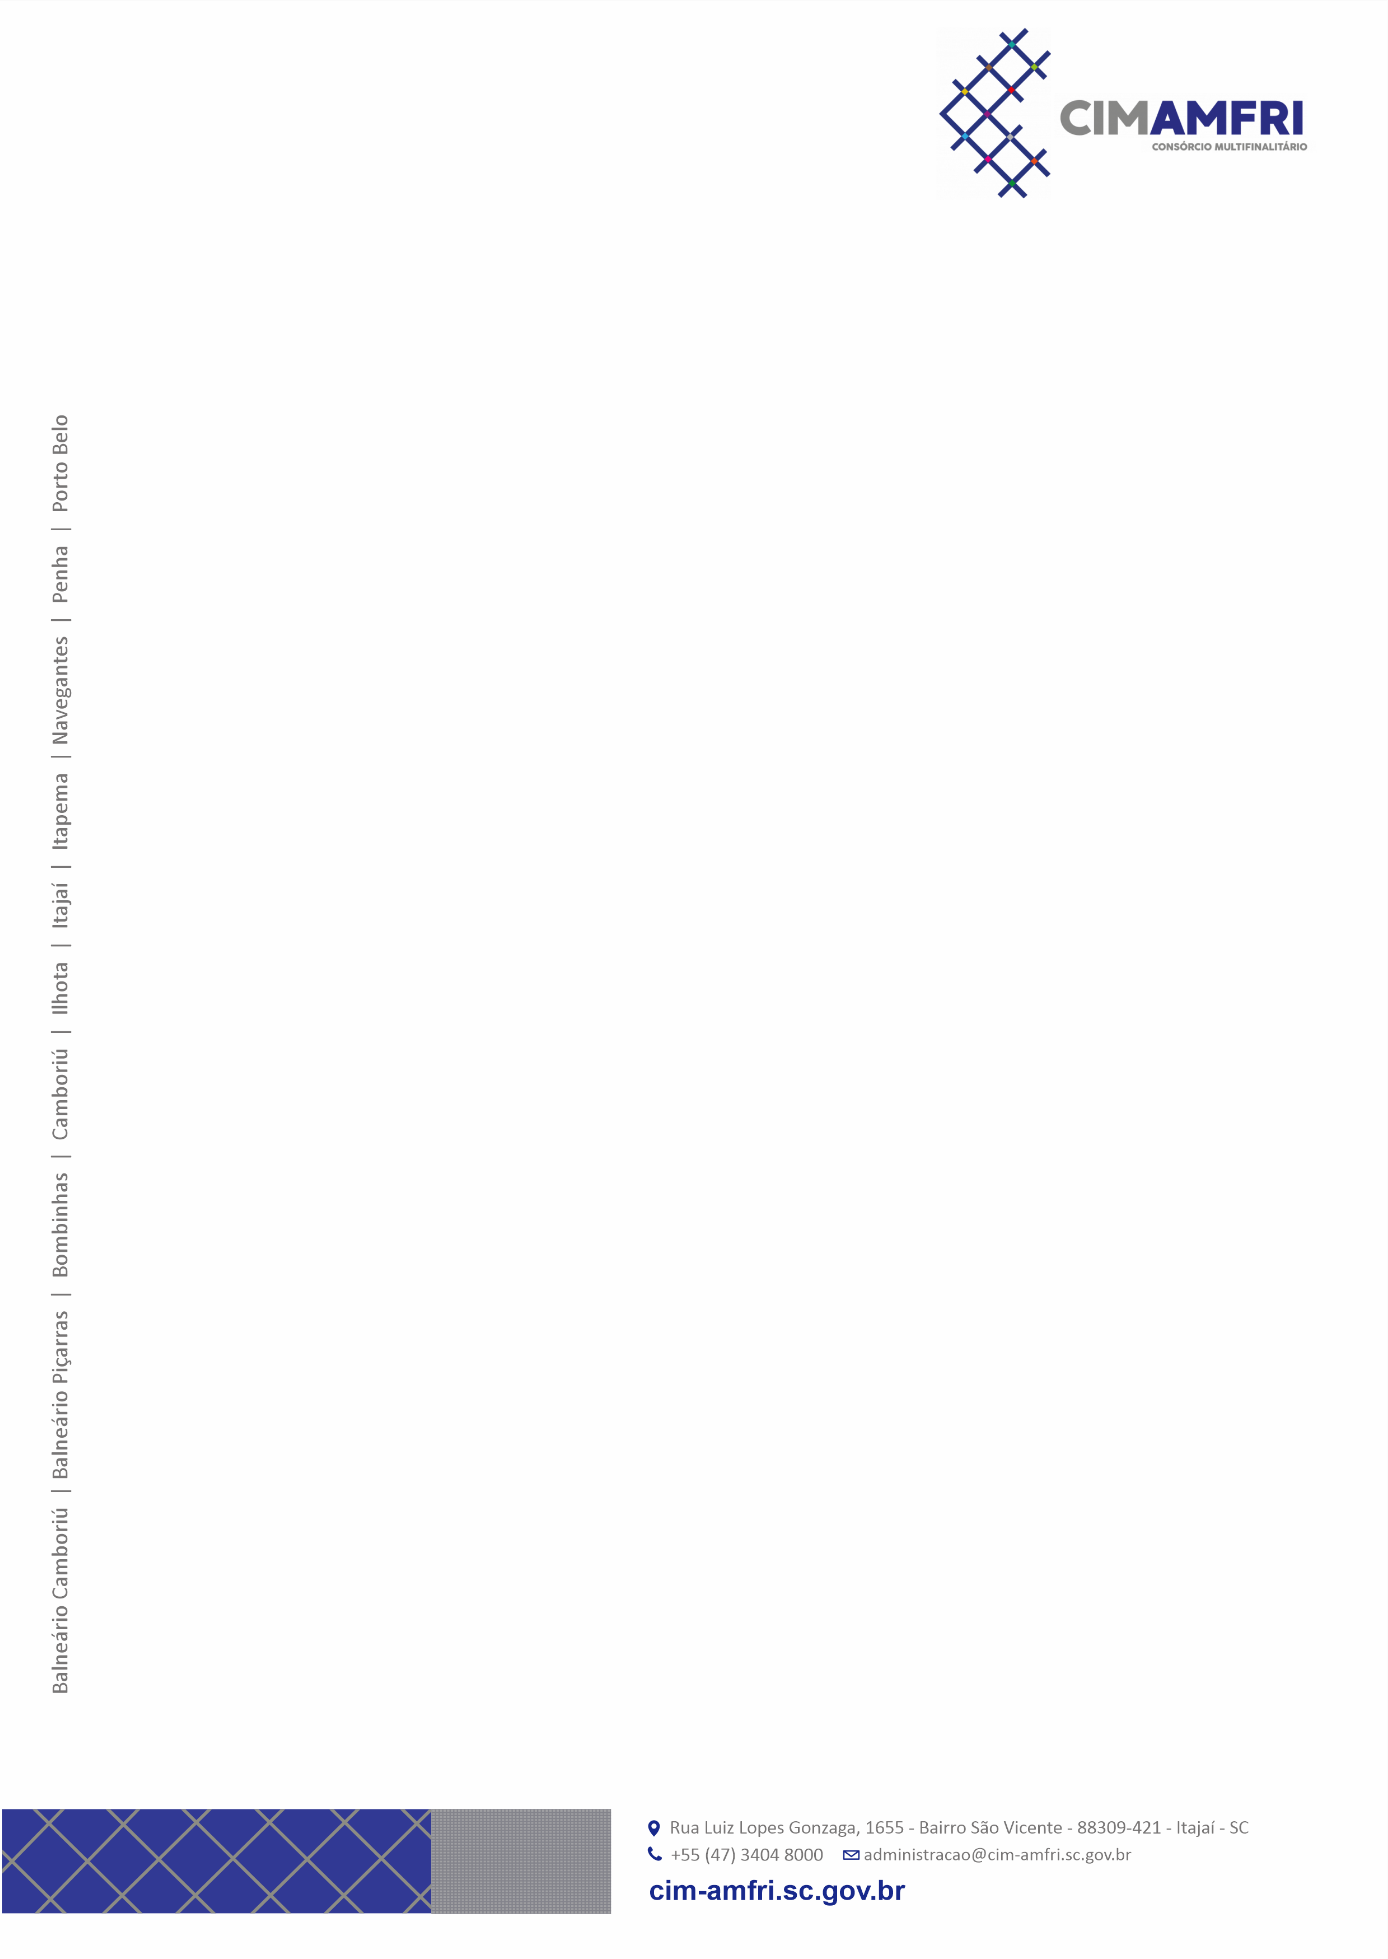 CIMAMFRI
CONSÓRCIO MULTIFINALITÁRIO
Balneário Camboriú | Balneário Piçarras | Bombinhas | Camboriú | Ilhota | Itajaí | Itapema | Navegantes | Penha | Porto Belo
Rua Luiz Lopes Gonzaga, 1655 - Bairro São Vicente - 88309-421 - Itajaí - SC
+55 (47) 3404 8000 administracao@cim-amfri.sc.gov.br
cim-amfri.sc.gov.br